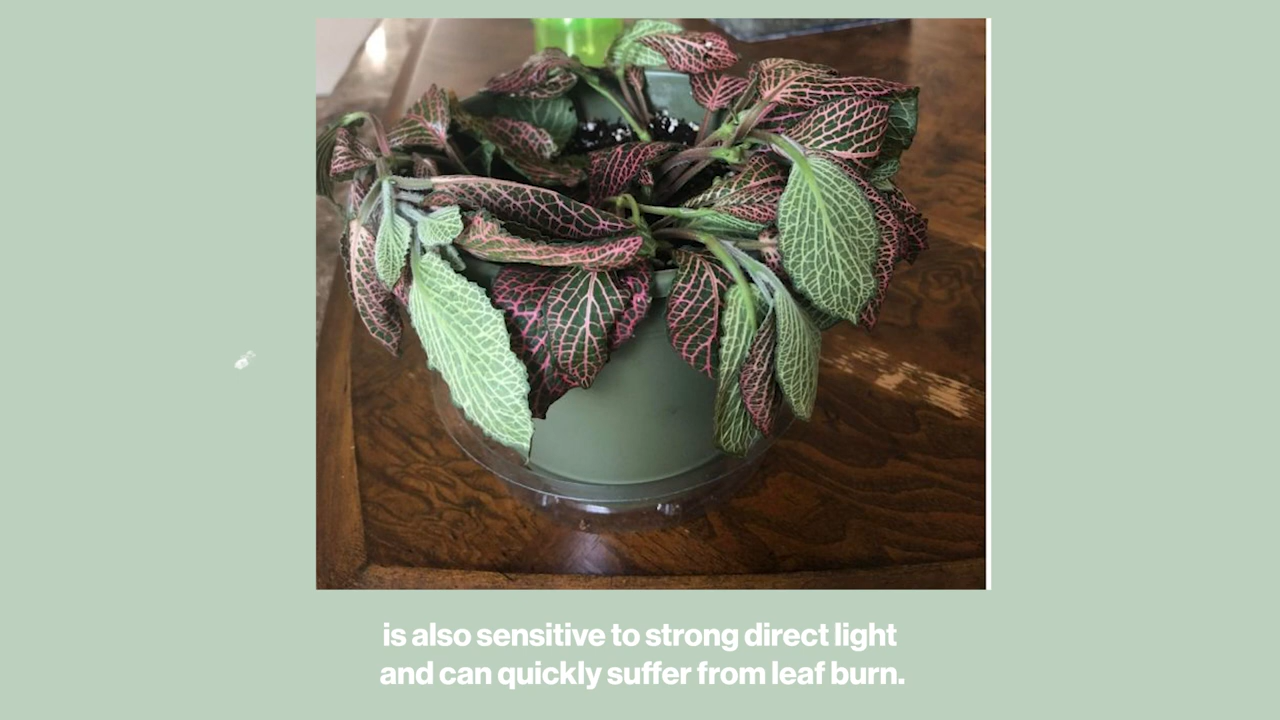 is also sensitive to strong direct light
and can quickly suffer from leaf burn.